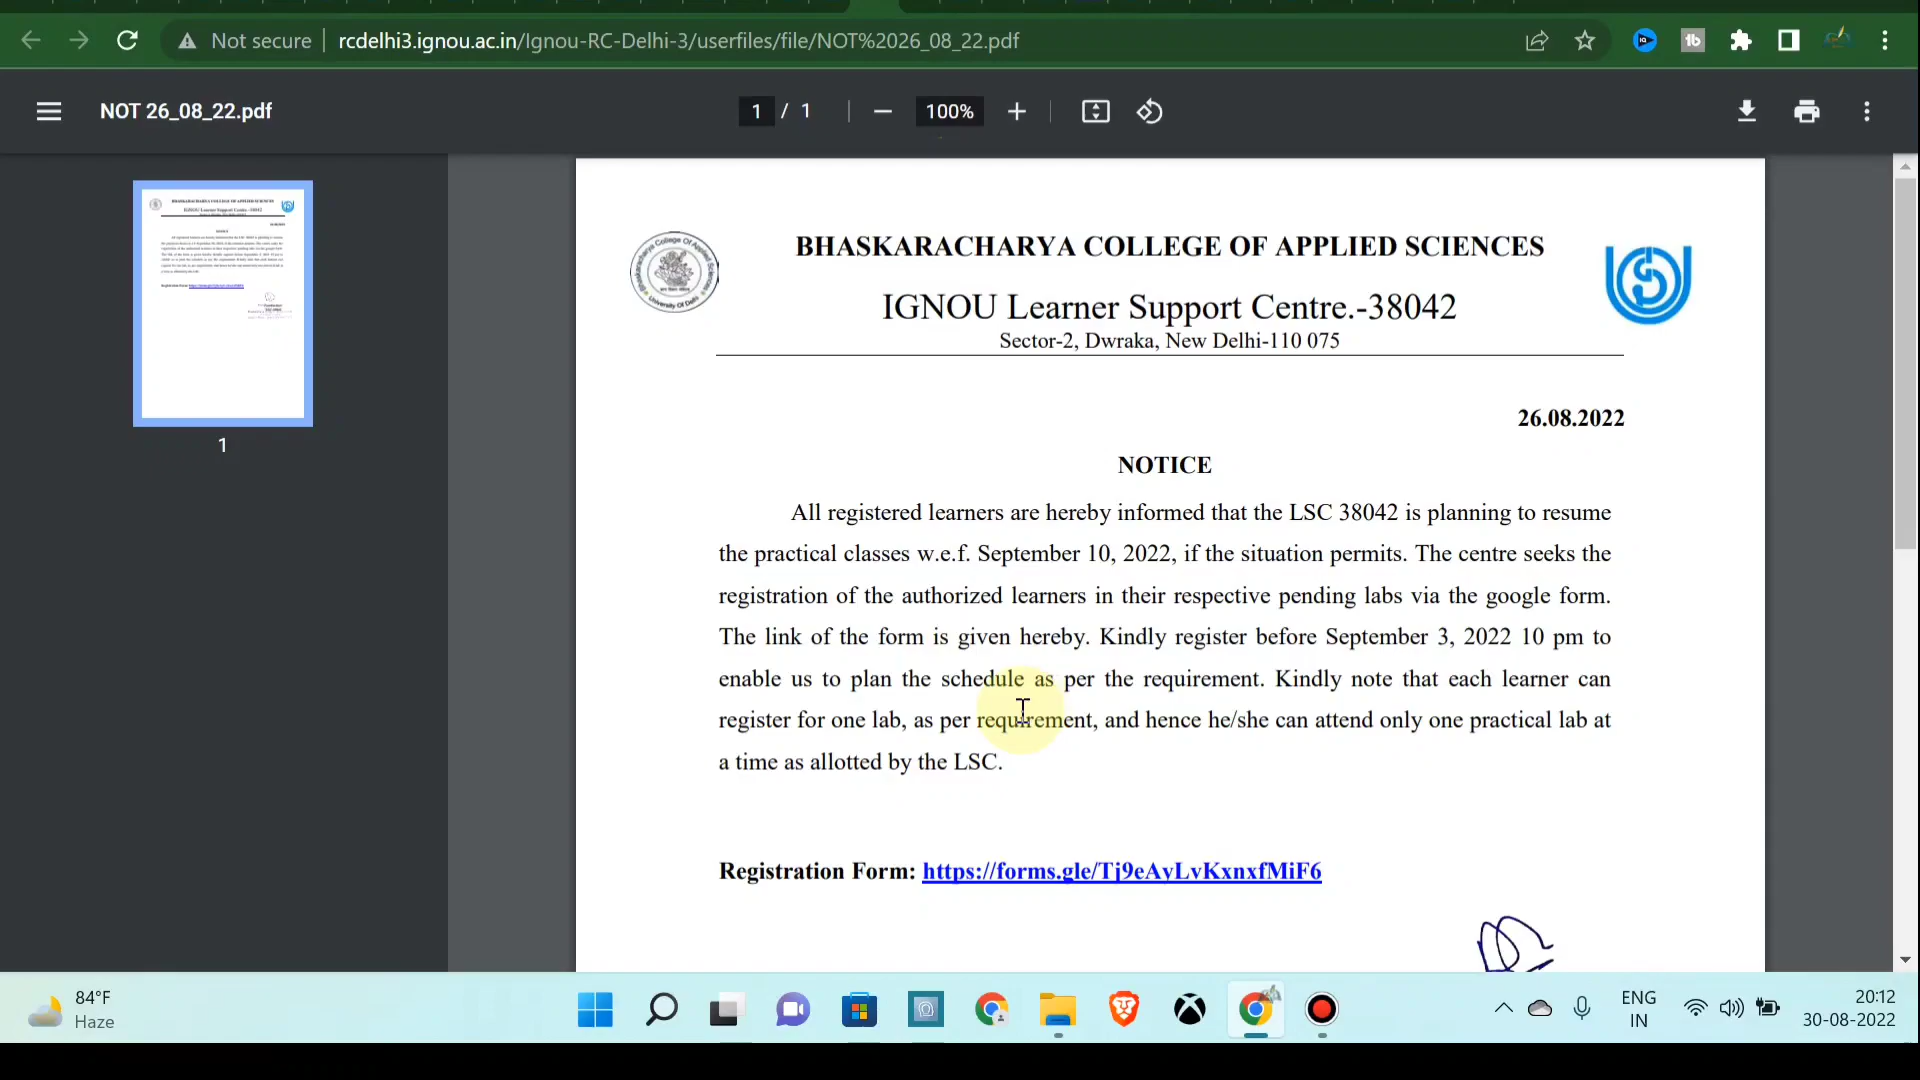 Not secure rcdelhi3.ignou.ac.in/Ignou-RC-Delhi-3/userfiles/file/NOT%2026_08_22.pdf
NOT 26_08_22.pdf
1 / 1
100%
1
BHASKARACHARYA COLLEGE OF APPLIED SCIENCES
IGNOU Learner Support Centre.-38042
Sector-2, Dwraka, New Delhi-110 075
26.08.2022
NOTICE
All registered learners are hereby informed that the LSC 38042 is planning to resume
the practical classes w.e.f. September 10, 2022, if the situation permits. The centre seeks the
registration of the authorized learners in their respective pending labs via the google form.
The link of the form is given hereby. Kindly register before September 3, 2022 10 pm to
enable us to plan the schedule as per the requirement. Kindly note that each learner can
register for one lab, as per requirement, and hence he/she can attend only one practical lab at
a time as allotted by the LSC.
Registration Form: https://forms.gle/Tj9eAyLvKxnxfMiF6
84°F
Haze
ENG
IN
20:12
30-08-2022